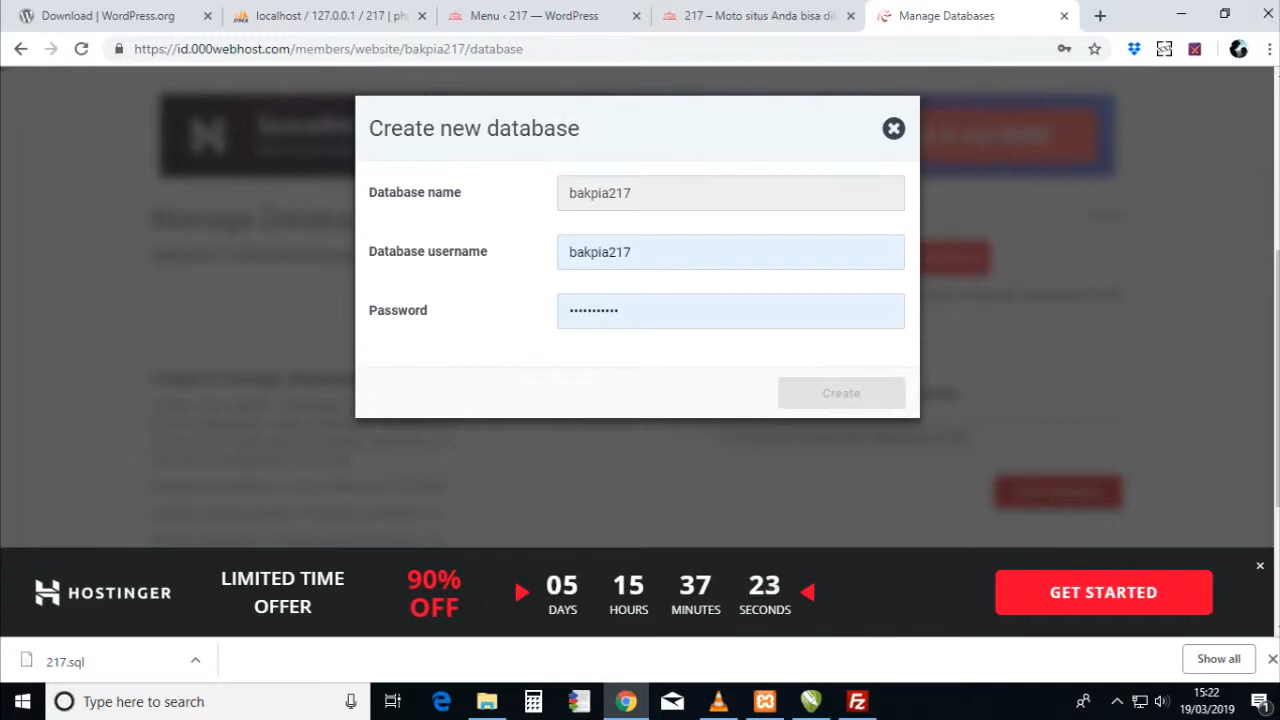 Download | WordPress.org
localhost / 127.0.0.1 / 217 | ph
Menu ‹ 217 — WordPress
217 – Moto situs Anda bisa di
Manage Databases
https://id.000webhost.com/members/website/bakpia217/database
Create new database
Database name
bakpia217
Database username
bakpia217
Password
•••••••••••
Create
HOSTINGER
LIMITED TIME
OFFER
90%
OFF
05
DAYS
15
HOURS
37
MINUTES
23
SECONDS
GET STARTED
217.sql
Show all
Type here to search
15:22
19/03/2019
1